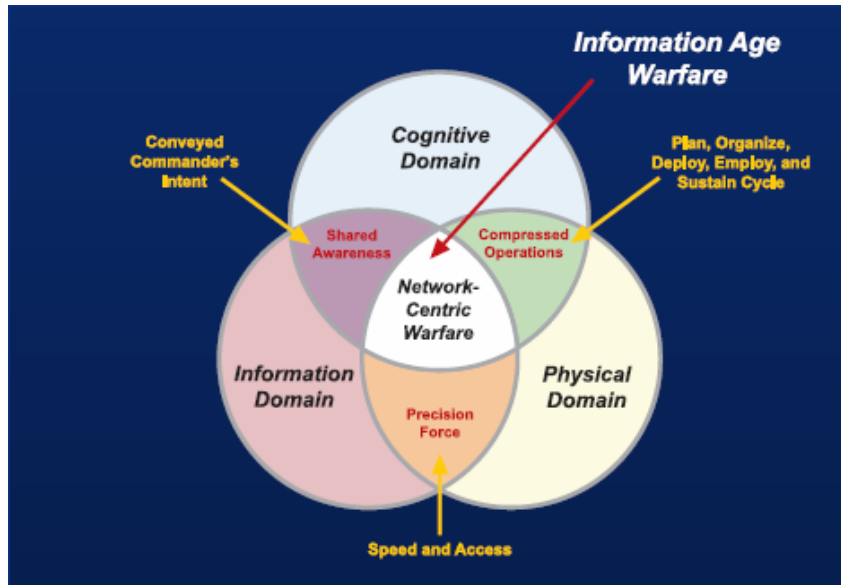 Information Age
Warfare
Conveyed
Commander's
Intent
Cognitive
Domain
Plan, Organize,
Deploy, Employ, and
Sustain Cycle
Shared
Awareness
Compressed
Operations
Network-
Centric
Warfare
Information
Domain
Physical
Domain
Precision
Force
Speed and Access